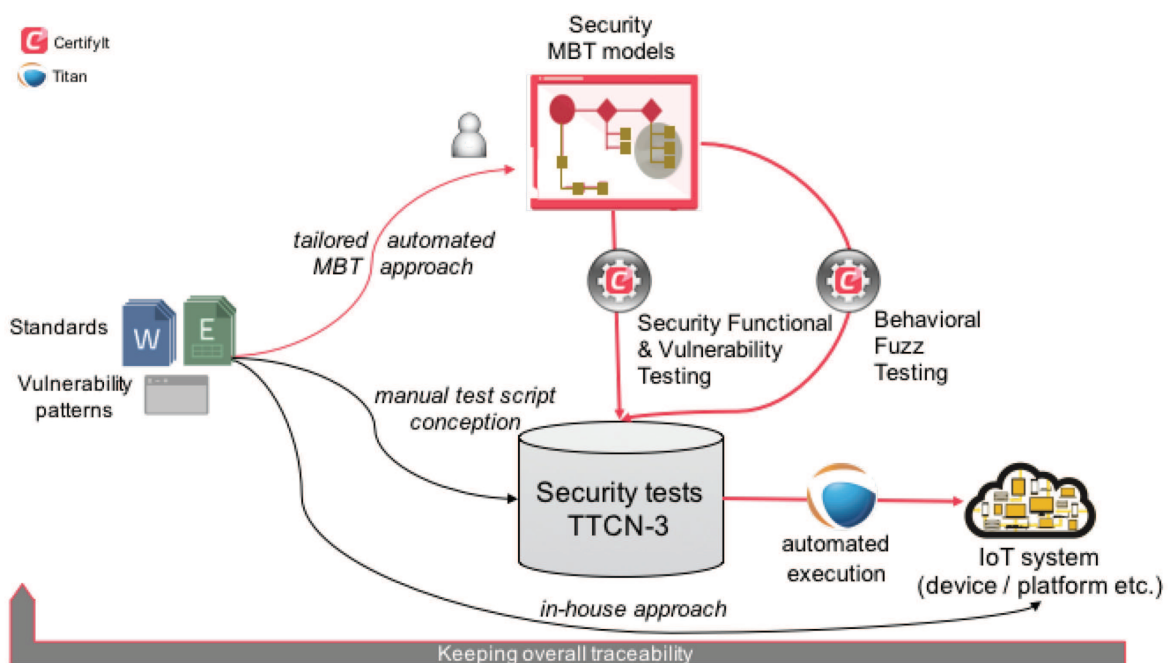 CertifyIt
Titan
Security
MBT models
tailored automated
MBT approach
Standards
W E
Vulnerability
patterns
Security Functional
& Vulnerability
Testing
Behavioral
Fuzz
Testing
manual test script
conception
Security tests
TTCN-3
automated
execution
IoT system
(device / platform etc.)
in-house approach
Keeping overall traceability